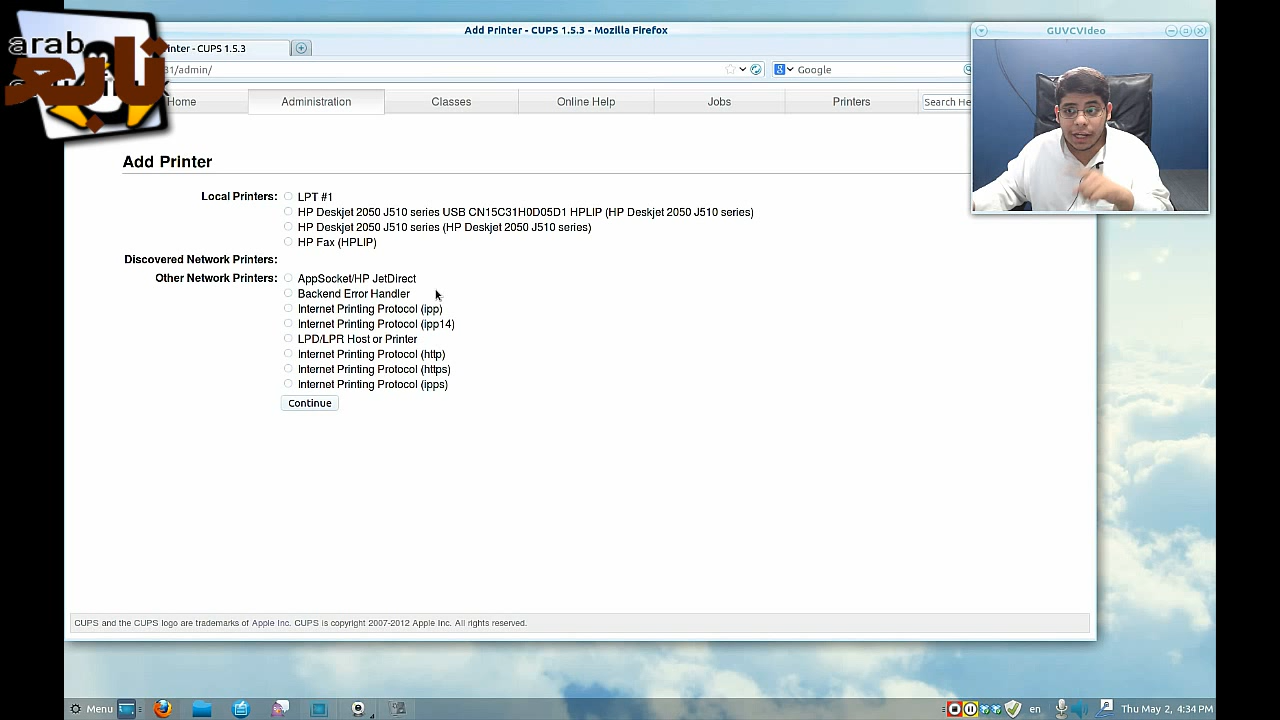 Add Printer - CUPS 1.5.3 - Mozilla Firefox
GUVCVIdeo
arab
تابع
nter - CUPS 1.5.3
31/admin/
Google
Home
Administration
Classes
Online Help
Jobs
Printers
Search He
Add Printer
Local Printers:
LPT #1
HP Deskjet 2050 J510 series USB CN15C31H0D05D1 HPLIP (HP Deskjet 2050 J510 series)
HP Deskjet 2050 J510 series (HP Deskjet 2050 J510 series)
HP Fax (HPLIP)
Discovered Network Printers:
Other Network Printers:
AppSocket/HP JetDirect
Backend Error Handler
Internet Printing Protocol (ipp)
Internet Printing Protocol (ipp14)
LPD/LPR Host or Printer
Internet Printing Protocol (http)
Internet Printing Protocol (https)
Internet Printing Protocol (ipps)
Continue
CUPS and the CUPS logo are trademarks of Apple Inc. CUPS is copyright 2007-2012 Apple Inc. All rights reserved.
Menu
en
Thu May 2, 4:34 PM